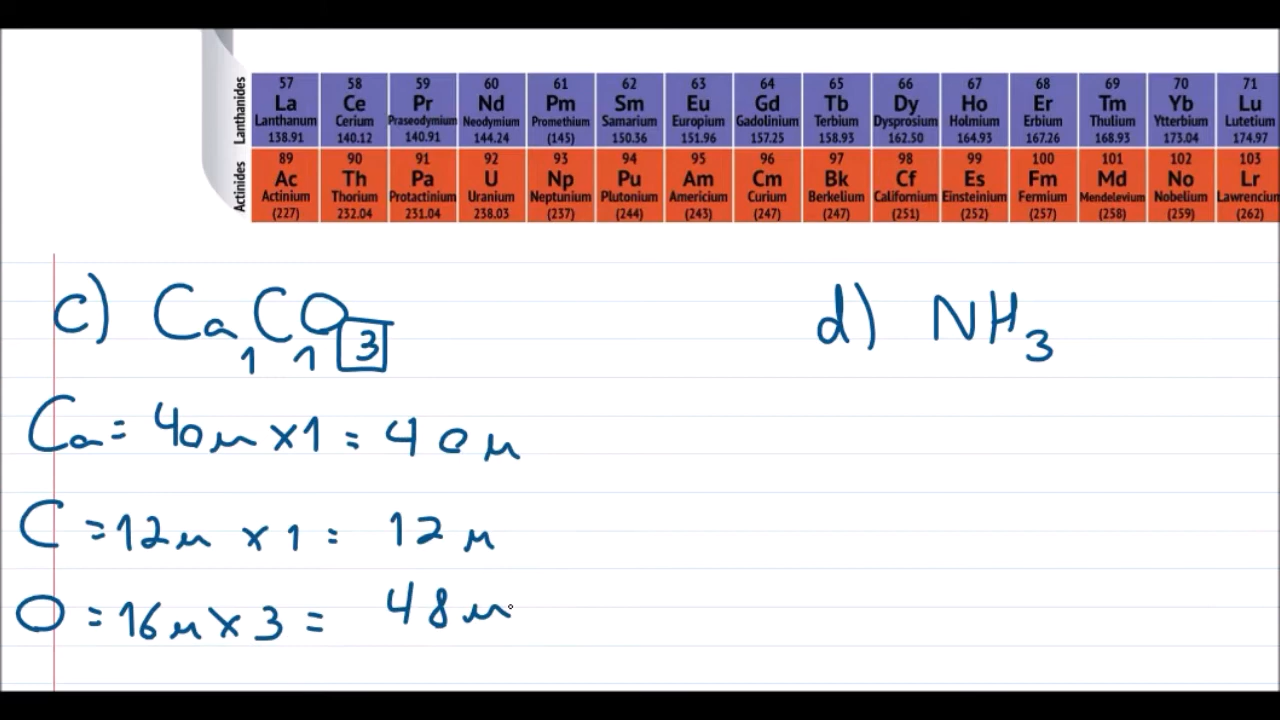 Lanthanides
57 58 59 60 61 62 63 64 65 66 67 68 69 70 71
La Ce Pr Nd Pm Sm Eu Gd Tb Dy Ho Er Tm Yb Lu
Lanthanum Cerium Praseodymium Neodymium Promethium Samarium Europium Gadolinium Terbium Dysprosium Holmium Erbium Thulium Ytterbium Lutetium
138.91 140.12 140.91 144.24 (145) 150.36 151.96 157.25 158.93 162.50 164.93 167.26 168.93 173.04 174.97
Actinides
89 90 91 92 93 94 95 96 97 98 99 100 101 102 103
Ac Th Pa U Np Pu Am Cm Bk Cf Es Fm Md No Lr
Actinium Thorium Protactinium Uranium Neptunium Plutonium Americium Curium Berkelium Californium Einsteinium Fermium Mendelevium Nobelium Lawrencium
(227) 232.04 231.04 238.03 (237) (244) (243) (247) (247) (251) (252) (257) (258) (259) (262)
c) Ca₁C₁O₃
Ca = 40u x 1 = 40u
C = 12u x 1 = 12u
O = 16u x 3 = 48u
d) NH₃